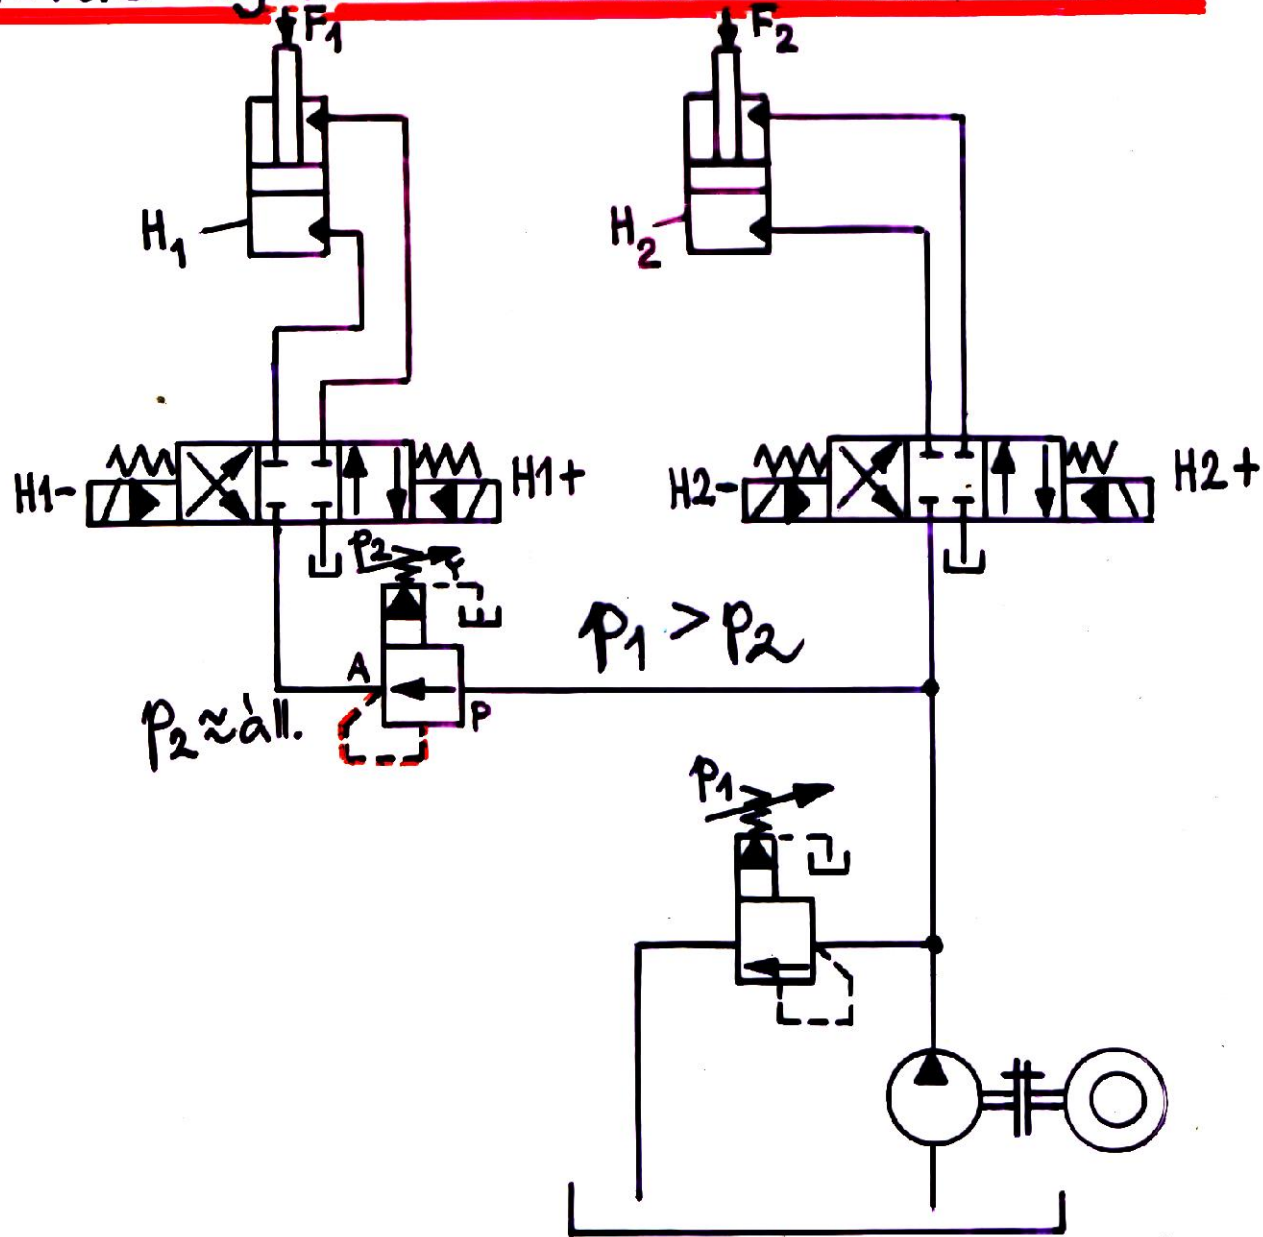 F1
F2
H1
H2
H1-
H1+
H2-
H2+
p2
Y
p1 > p2
A
P
p2 ≈ áll.
p1